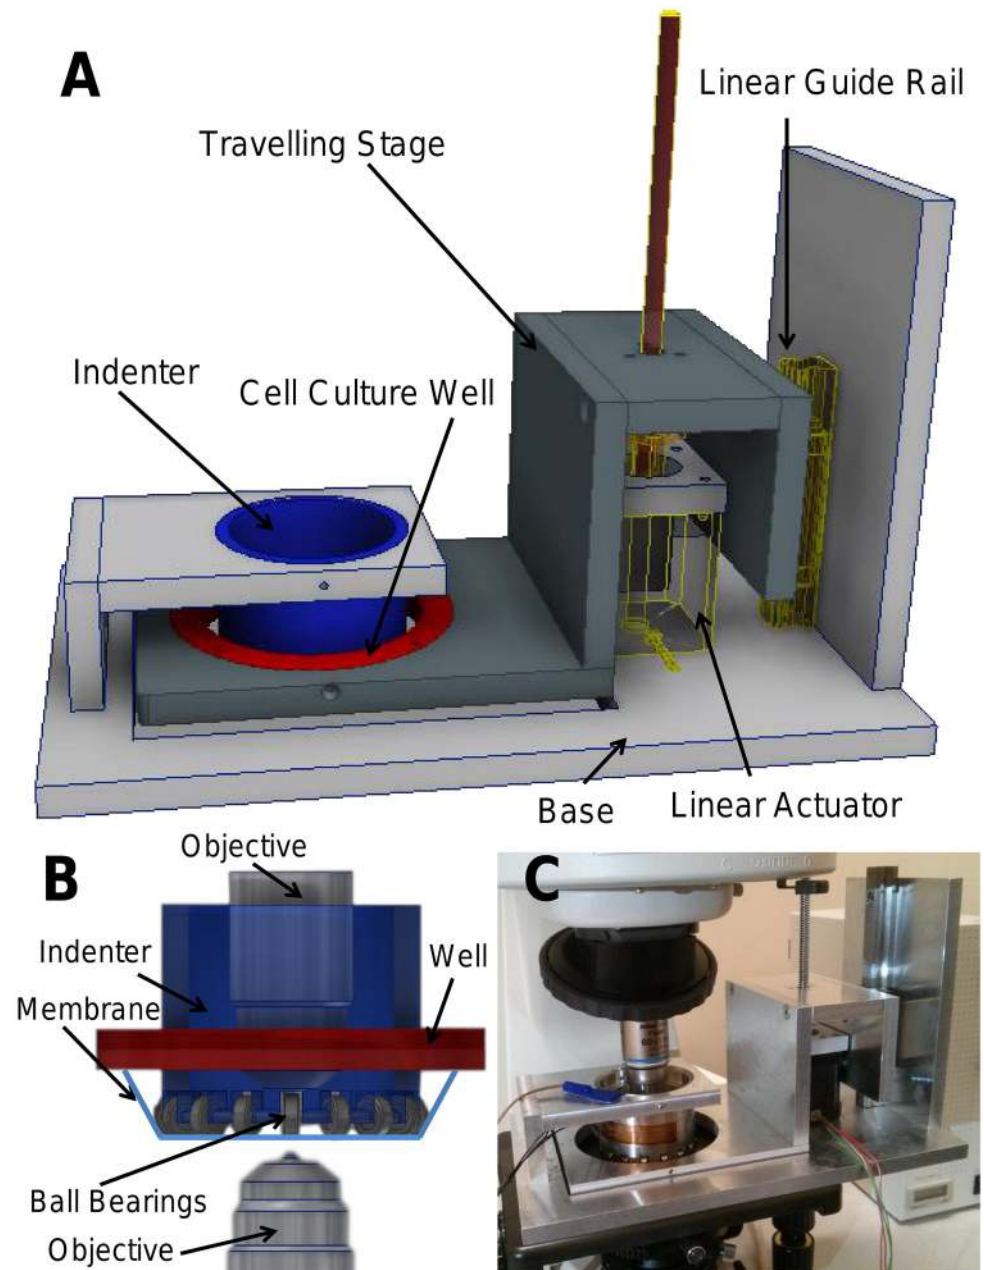 A
Linear Guide Rail
Travelling Stage
Indenter
Cell Culture Well
Base
Linear Actuator
B
Objective
Indenter
Well
Membrane
Ball Bearings
Objective
C